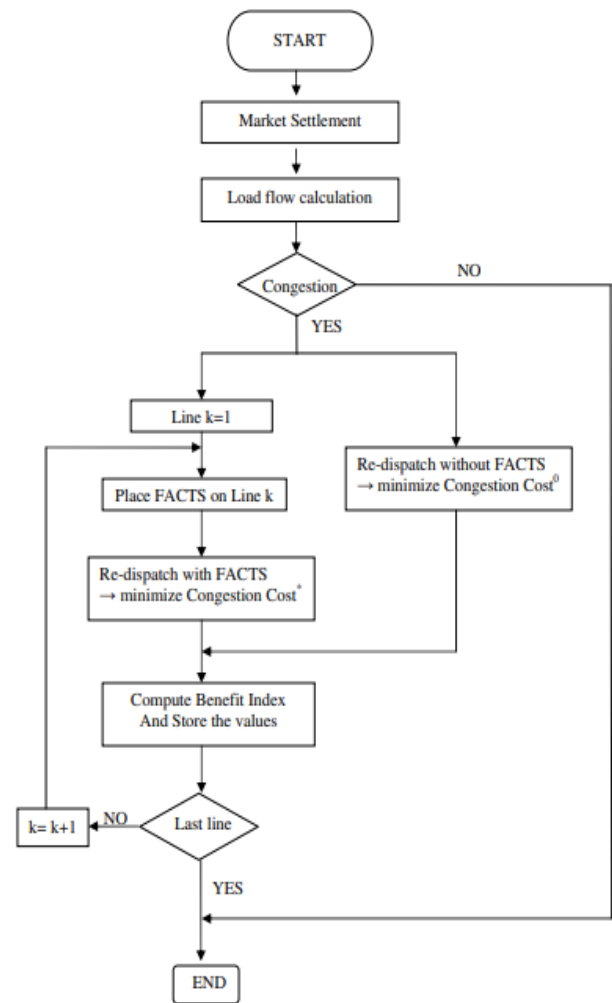 START
Market Settlement
Load flow calculation
Congestion
NO
YES
Line k=1
Re-dispatch without FACTS
→ minimize Congestion Cost⁰
Place FACTS on Line k
Re-dispatch with FACTS
→ minimize Congestion Cost*
Compute Benefit Index
And Store the values
k= k+1
NO
Last line
YES
END